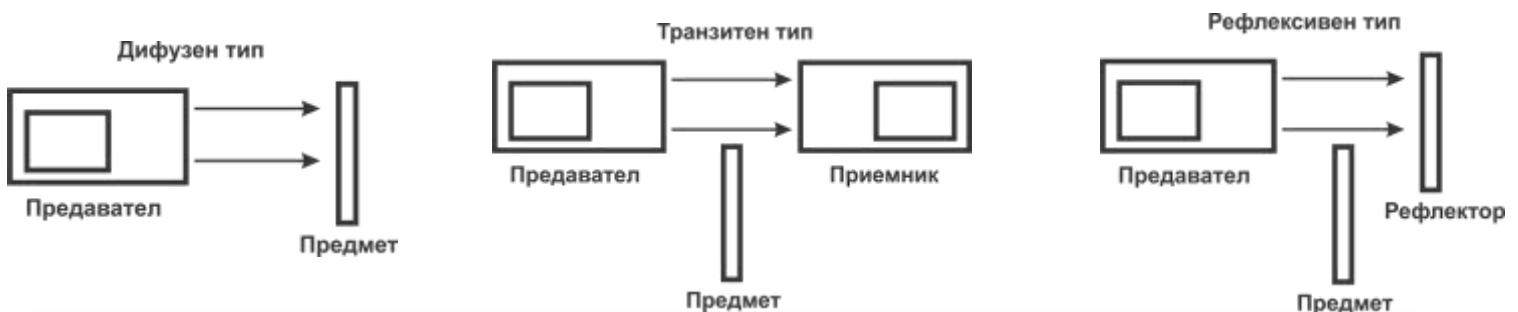 Дифузен тип
Предавател
Предмет
Транзитен тип
Предавател
Приемник
Предмет
Рефлексивен тип
Предавател
Рефлектор
Предмет